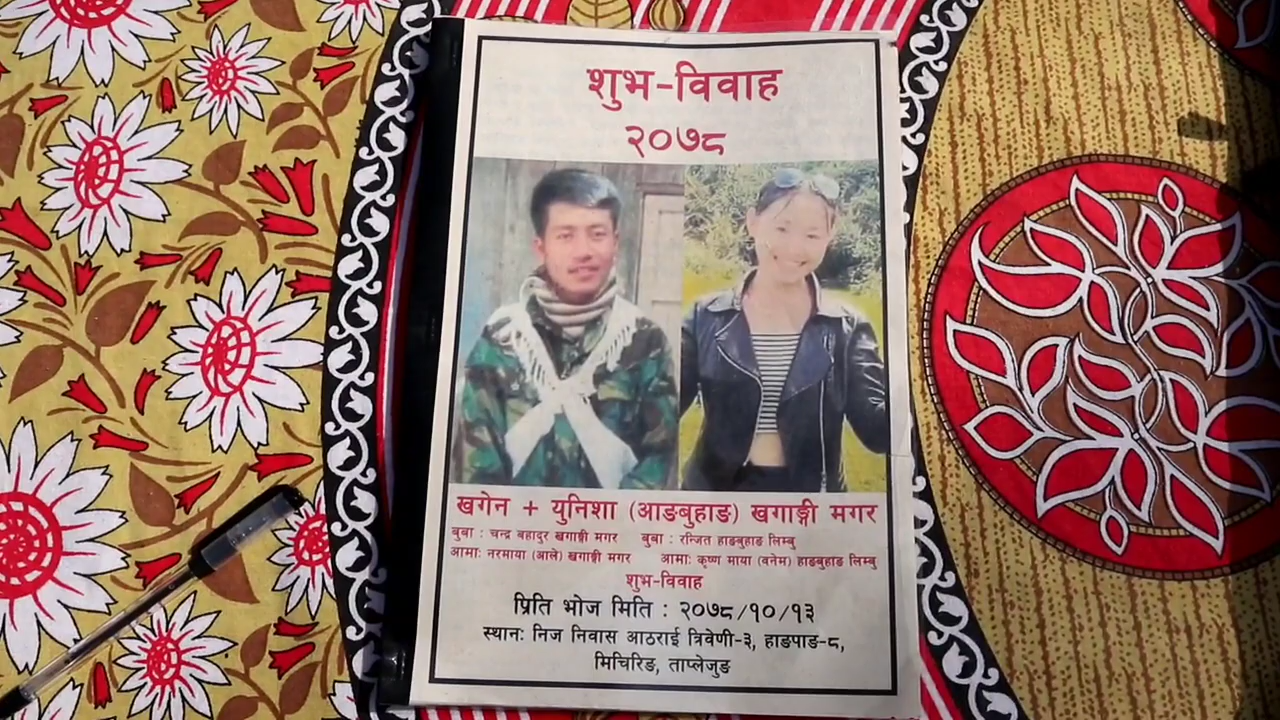 शुभ-विवाह
२०७८
खगेन + युनिशा (आङबुहाङ) खगाङ्गी मगर
बुबा : चन्द्र बहादुर खगाङ्गी मगर बुबा : रन्जित हाङबुहाङ लिम्बु
आमाः नरमाया (आले) खगाङ्गी मगर आमाः कृष्ण माया (वनेम) हाङबुहाङ लिम्बु
शुभ-विवाह
प्रिति भोज मिति : २०७८/१०/१३
स्थानः निज निवास आठराई त्रिवेणी-३, हाङपाङ-८,
मिचिरिङ, ताप्लेजुङ